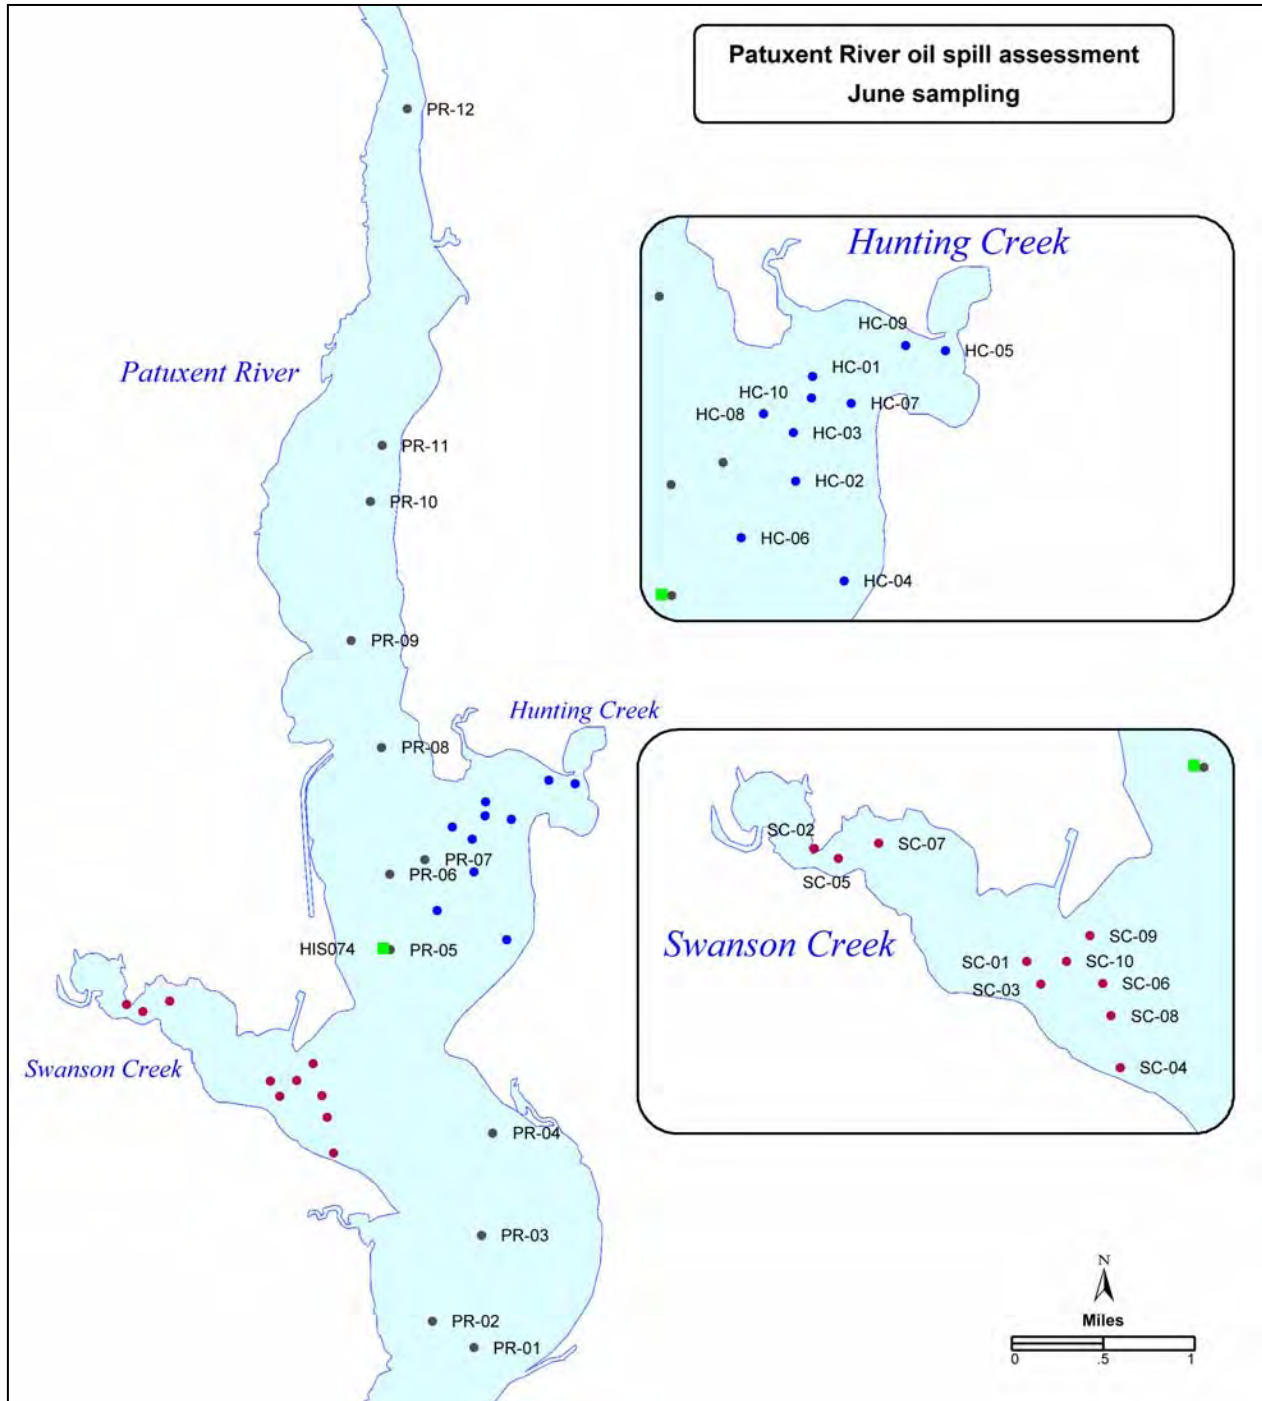 Patuxent River oil spill assessment
June sampling
PR-12
Patuxent River
PR-11
PR-10
PR-09
Hunting Creek
PR-08
PR-07
PR-06
HIS074
PR-05
Swanson Creek
PR-04
PR-03
PR-02
PR-01
Hunting Creek
HC-09
HC-05
HC-01
HC-10
HC-07
HC-08
HC-03
HC-02
HC-06
HC-04
SC-02
SC-07
SC-05
Swanson Creek
SC-09
SC-01
SC-10
SC-03
SC-06
SC-08
SC-04
N
Miles
0 .5 1